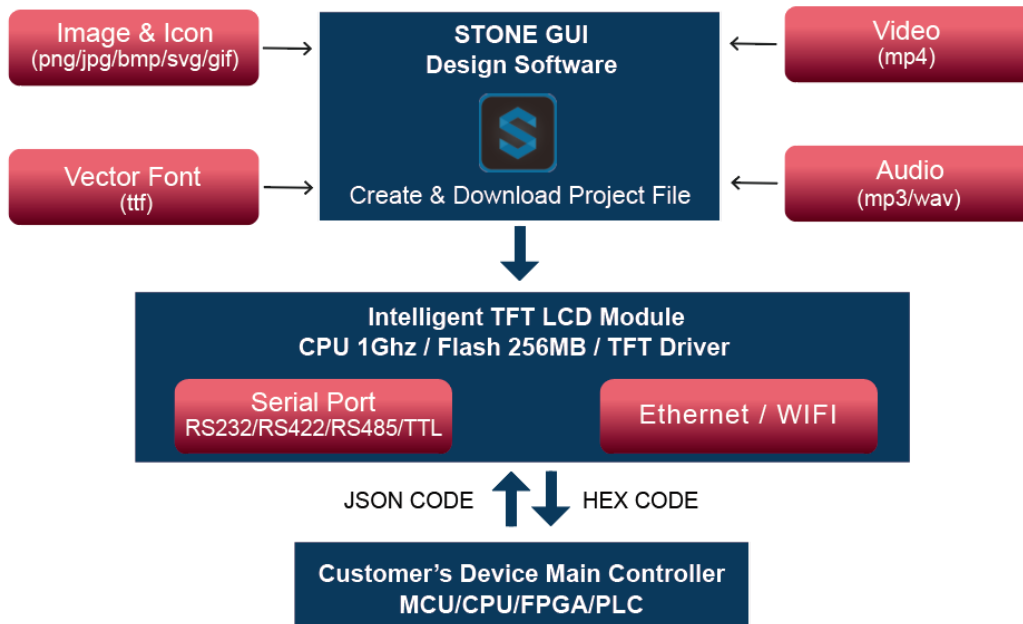 Image & Icon
(png/jpg/bmp/svg/gif)
STONE GUI
Design Software
Video
(mp4)
Vector Font
(ttf)
Create & Download Project File
Audio
(mp3/wav)
Intelligent TFT LCD Module
CPU 1Ghz / Flash 256MB / TFT Driver
Serial Port
RS232/RS422/RS485/TTL
Ethernet / WIFI
JSON CODE
HEX CODE
Customer’s Device Main Controller
MCU/CPU/FPGA/PLC